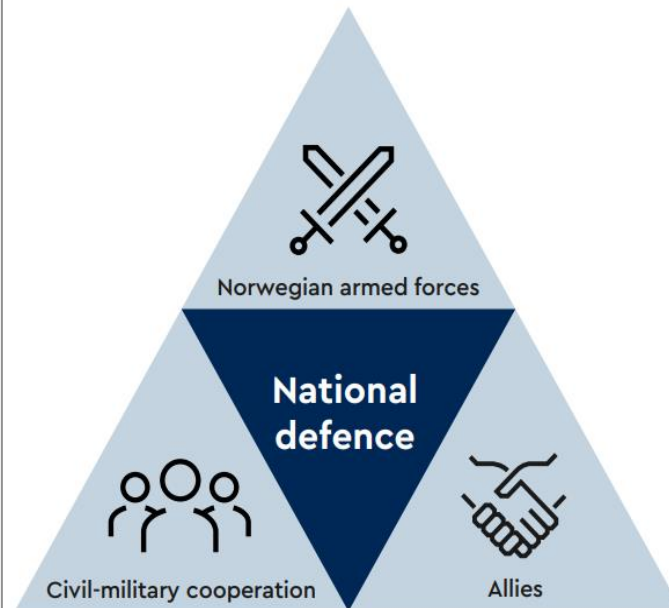 Norwegian armed forces
National
defence
Civil-military cooperation
Allies